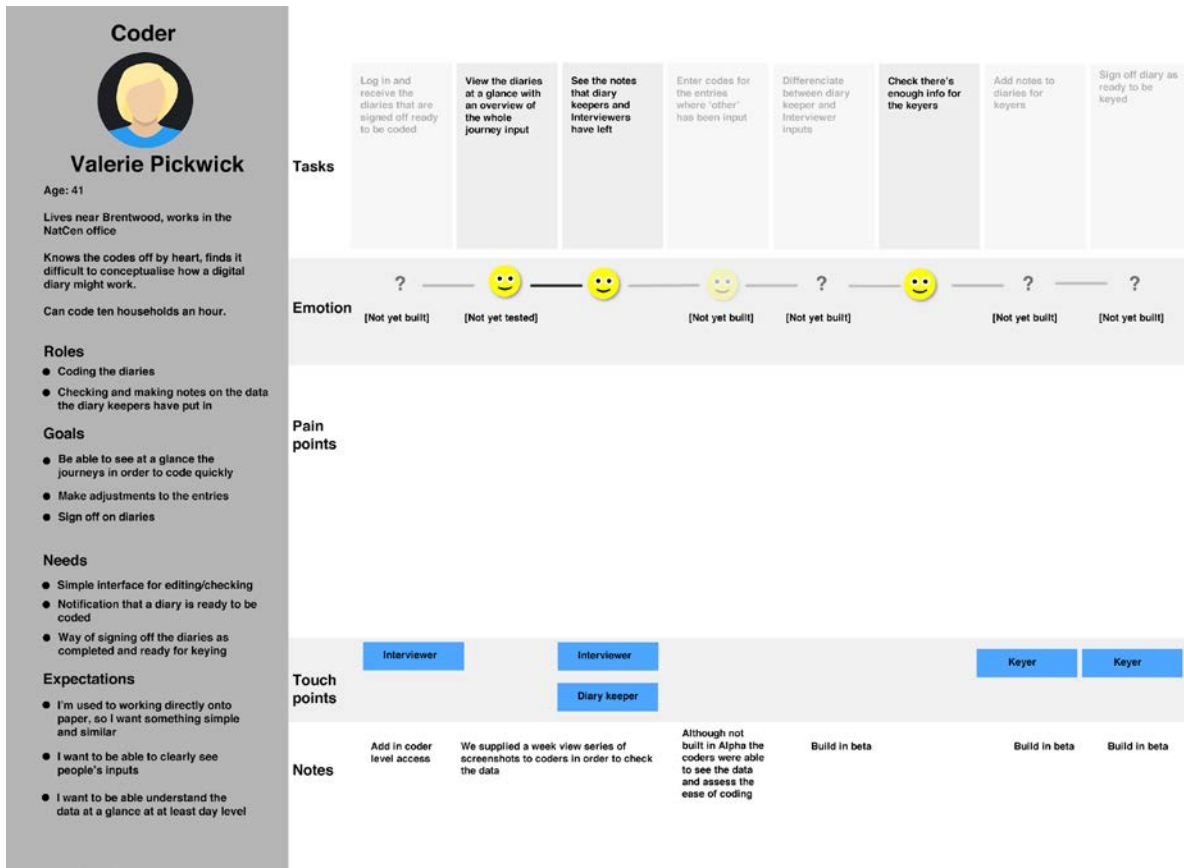 Coder
Valerie Pickwick
Age: 41
Lives near Brentwood, works in the
NatCen office
Knows the codes off by heart, finds it
difficult to conceptualise how a digital
diary might work.
Can code ten households an hour.
Roles
Coding the diaries
Checking and making notes on the data
the diary keepers have put in
Goals
Be able to see at a glance the
journeys in order to code quickly
Make adjustments to the entries
Sign off on diaries
Needs
Simple interface for editing/checking
Notification that a diary is ready to be
coded
Way of signing off the diaries as
completed and ready for keying
Expectations
I'm used to working directly onto
paper, so I want something simple
and similar
I want to be able to clearly see
people's inputs
I want to be able understand the
data at a glance at at least day level
Tasks
Log in and
receive the
diaries that are
signed off ready
to be coded
View the diaries
at a glance with
an overview of
the whole
journey input
See the notes
that diary
keepers and
Interviewers
have left
Enter codes for
the entries
where 'other'
has been input
Differenciate
between diary
keeper and
Interviewer
inputs
Check there's
enough info for
the keyers
Add notes to
diaries for
keyers
Sign off diary as
ready to be
keyed
Emotion
?
[Not yet built]
[Not yet tested]
[Not yet built]
?
[Not yet built]
?
[Not yet built]
?
[Not yet built]
Pain
points
Touch
points
Interviewer
Interviewer
Diary keeper
Keyer
Keyer
Notes
Add in coder
level access
We supplied a week view series of
screenshots to coders in order to check
the data
Although not
built in Alpha the
coders were able
to see the data
and assess the
ease of coding
Build in beta
Build in beta
Build in beta